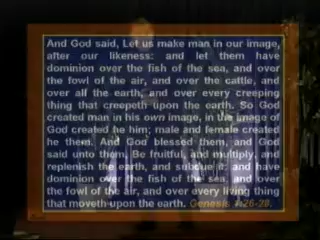 And God said, Let us make man in our image,
after our likeness: and let them have
dominion over the fish of the sea, and over
the fowl of the air, and over the cattle, and
over all the earth, and over every creeping
thing that creepeth upon the earth. So God
created man in his own image, in the image of
God created he him; male and female created
he them. And God blessed them, and God
said unto them, Be fruitful, and multiply, and
replenish the earth, and subdue it: and have
dominion over the fish of the sea, and over
the fowl of the air, and over every living thing
that moveth upon the earth. Genesis 1:26-28.